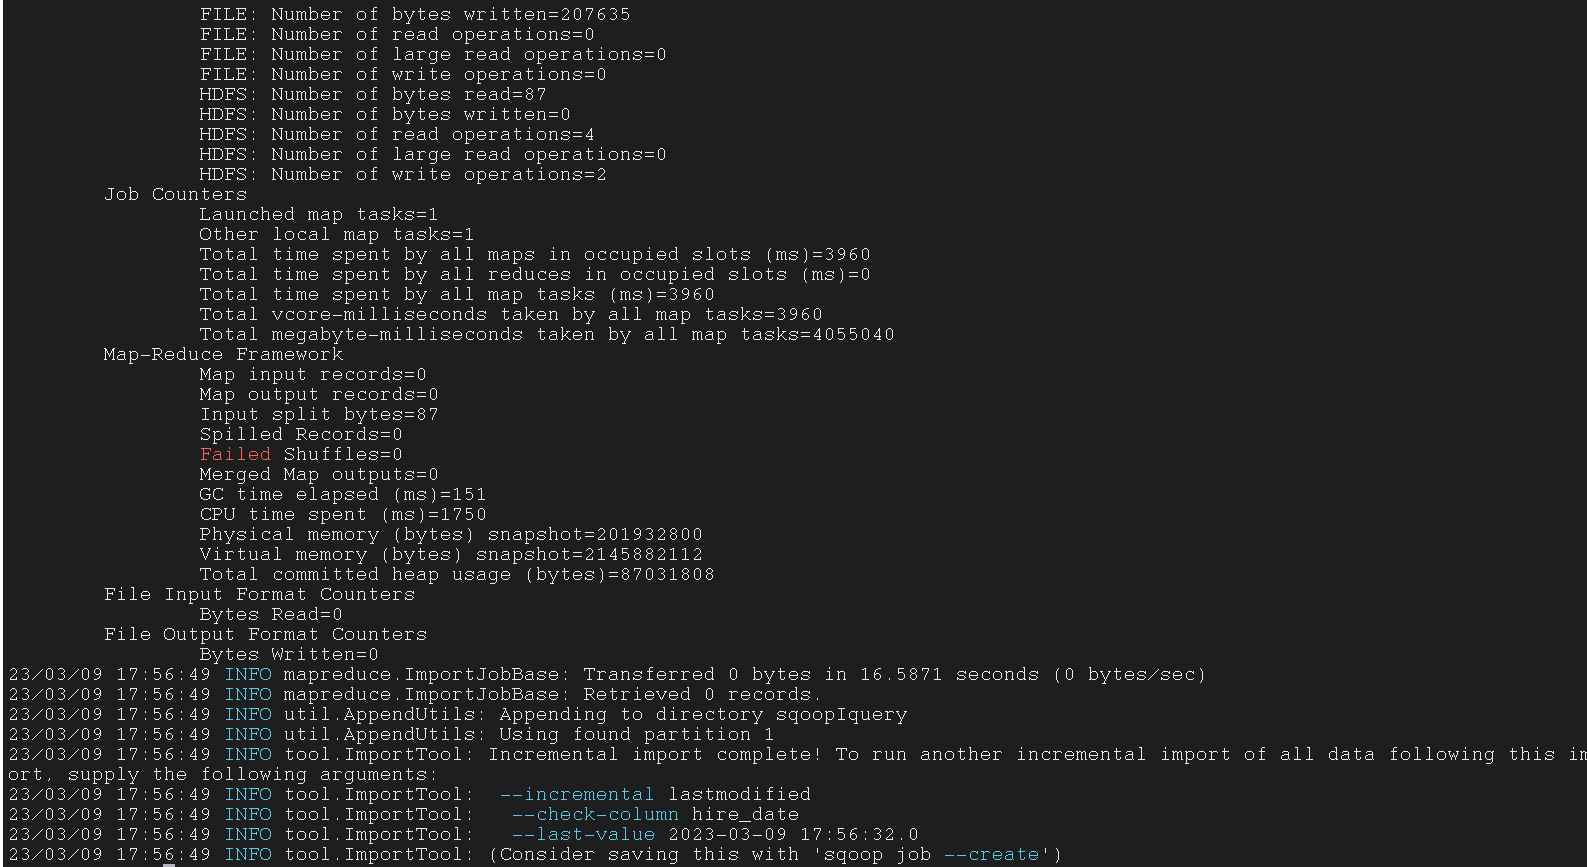 FILE: Number of bytes written=207635
FILE: Number of read operations=0
FILE: Number of large read operations=0
FILE: Number of write operations=0
HDFS: Number of bytes read=87
HDFS: Number of bytes written=0
HDFS: Number of read operations=4
HDFS: Number of large read operations=0
HDFS: Number of write operations=2
Job Counters
Launched map tasks=1
Other local map tasks=1
Total time spent by all maps in occupied slots (ms)=3960
Total time spent by all reduces in occupied slots (ms)=0
Total time spent by all map tasks (ms)=3960
Total vcore-milliseconds taken by all map tasks=3960
Total megabyte-milliseconds taken by all map tasks=4055040
Map-Reduce Framework
Map input records=0
Map output records=0
Input split bytes=87
Spilled Records=0
Failed Shuffles=0
Merged Map outputs=0
GC time elapsed (ms)=151
CPU time spent (ms)=1750
Physical memory (bytes) snapshot=201932800
Virtual memory (bytes) snapshot=2145882112
Total committed heap usage (bytes)=87031808
File Input Format Counters
Bytes Read=0
File Output Format Counters
Bytes Written=0
23/03/09 17:56:49 INFO mapreduce.ImportJobBase: Transferred 0 bytes in 16.5871 seconds (0 bytes/sec)
23/03/09 17:56:49 INFO mapreduce.ImportJobBase: Retrieved 0 records.
23/03/09 17:56:49 INFO util.AppendUtils: Appending to directory sqoopIquery
23/03/09 17:56:49 INFO util.AppendUtils: Using found partition 1
23/03/09 17:56:49 INFO tool.ImportTool: Incremental import complete! To run another incremental import of all data following this im
ort, supply the following arguments:
23/03/09 17:56:49 INFO tool.ImportTool:  --incremental lastmodified
23/03/09 17:56:49 INFO tool.ImportTool:   --check-column hire_date
23/03/09 17:56:49 INFO tool.ImportTool:   --last-value 2023-03-09 17:56:32.0
23/03/09 17:56:49 INFO tool.ImportTool: (Consider saving this with 'sqoop job --create')